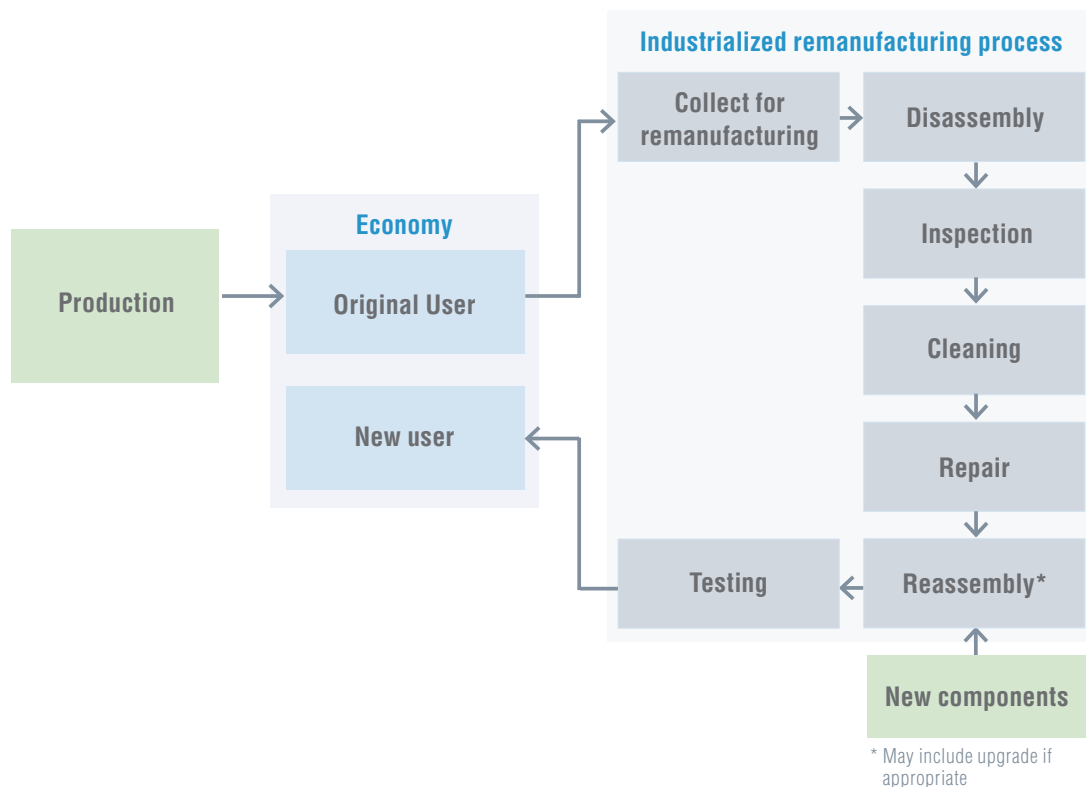 Industrialized remanufacturing process
Collect for
remanufacturing
Disassembly
Inspection
Cleaning
Repair
Reassembly*
Testing
New components
* May include upgrade if
appropriate
Economy
Original User
New user
Production